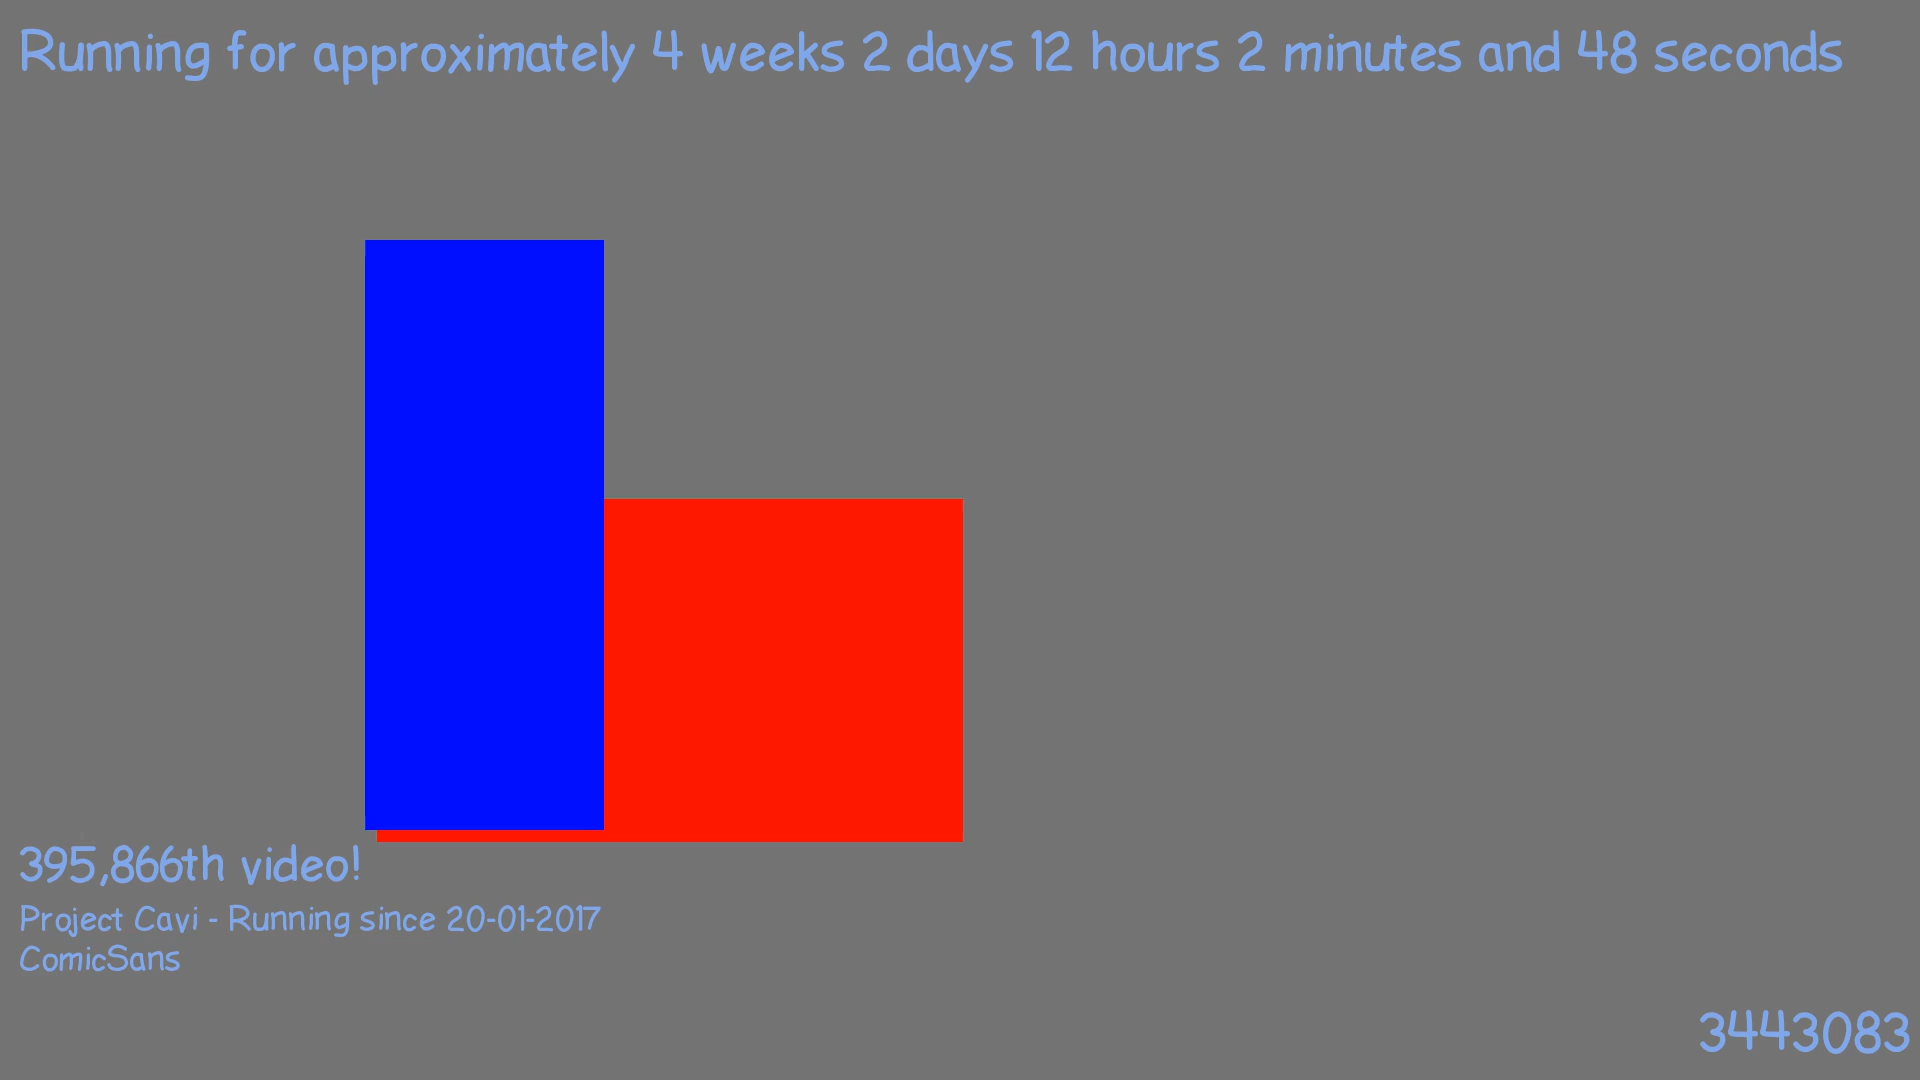 Running for approximately 4 weeks 2 days 12 hours 2 minutes and 48 seconds
395,866th video!
Project Cavi - Running since 20-01-2017
ComicSans
3443083